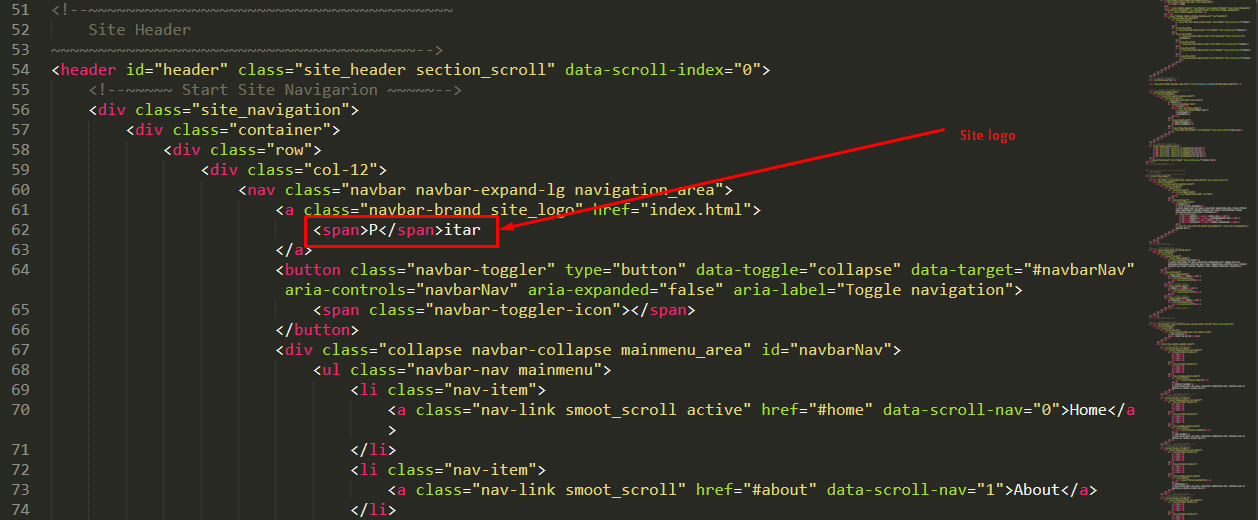 51 <!--~~~~~~~~~~~~~~~~~~~~~~~~~~~~~~~~~~~~~~~
52 Site Header
53 ~~~~~~~~~~~~~~~~~~~~~~~~~~~~~~~~~~~~~~~-->
54 <header id="header" class="site_header section_scroll" data-scroll-index="0">
55 <!--~~~~~ Start Site Navigarion ~~~~~-->
56 <div class="site_navigation">
57 <div class="container">
58 <div class="row">
59 <div class="col-12">
60 <nav class="navbar navbar-expand-lg navigation_area">
61 <a class="navbar-brand site_logo" href="index.html">
62 <span>P</span>itar
63 </a>
64 <button class="navbar-toggler" type="button" data-toggle="collapse" data-target="#navbarNav"
aria-controls="navbarNav" aria-expanded="false" aria-label="Toggle navigation">
65 <span class="navbar-toggler-icon"></span>
66 </button>
67 <div class="collapse navbar-collapse mainmenu_area" id="navbarNav">
68 <ul class="navbar-nav mainmenu">
69 <li class="nav-item">
70 <a class="nav-link smoot_scroll active" href="#home" data-scroll-nav="0">Home</a
>
71 </li>
72 <li class="nav-item">
73 <a class="nav-link smoot_scroll" href="#about" data-scroll-nav="1">About</a>
74 </li>
Site logo